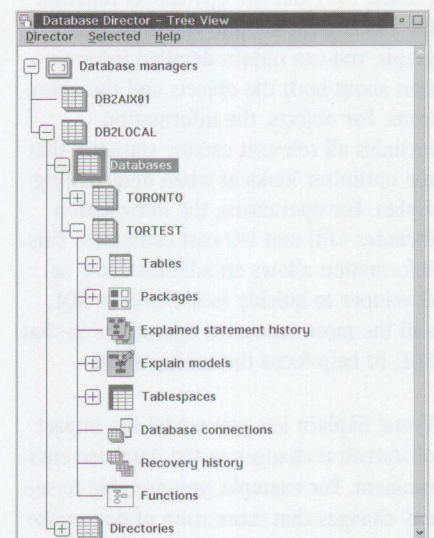 Database Director – Tree View
Director Selected Help
Database managers
DB2AIX01
DB2LOCAL
Databases
TORONTO
TORTEST
Tables
Packages
Explained statement history
Explain models
Tablespaces
Database connections
Recovery history
Functions
Directories